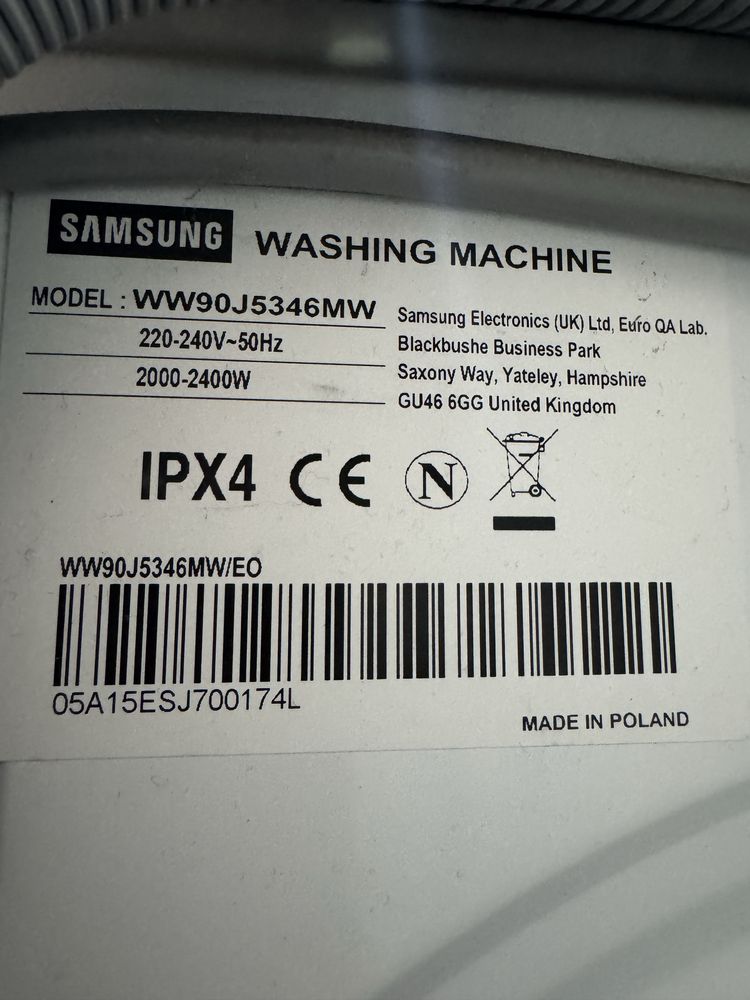 SAMSUNG WASHING MACHINE
MODEL : WW90J5346MW
220-240V~50Hz
2000-2400W
Samsung Electronics (UK) Ltd, Euro QA Lab.
Blackbushe Business Park
Saxony Way, Yateley, Hampshire
GU46 6GG United Kingdom
IPX4 CE N
WW90J5346MW/EO
05A15ESJ700174L
MADE IN POLAND